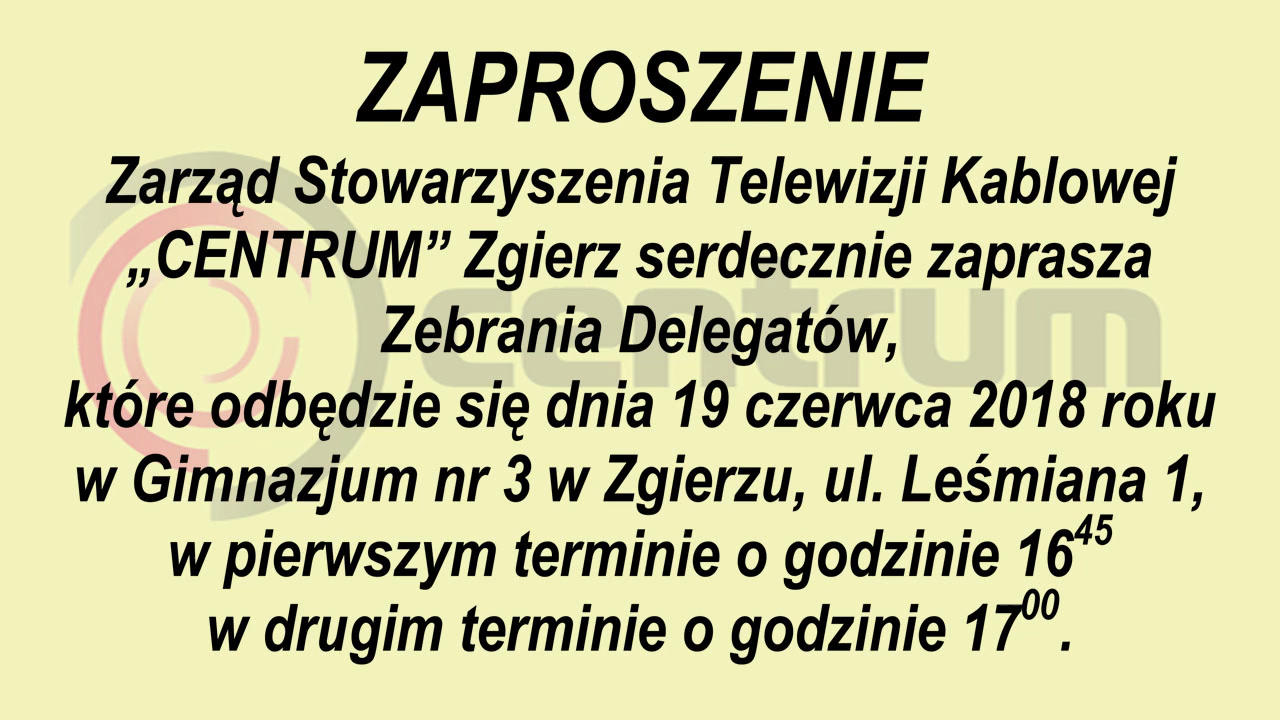 ZAPROSZENIE
Zarząd Stowarzyszenia Telewizji Kablowej
„CENTRUM” Zgierz serdecznie zaprasza
Zebrania Delegatów,
centrum
które odbędzie się dnia 19 czerwca 2018 roku
w Gimnazjum nr 3 w Zgierzu, ul. Leśmiana 1,
w pierwszym terminie o godzinie 16⁴⁵
w drugim terminie o godzinie 17⁰⁰.